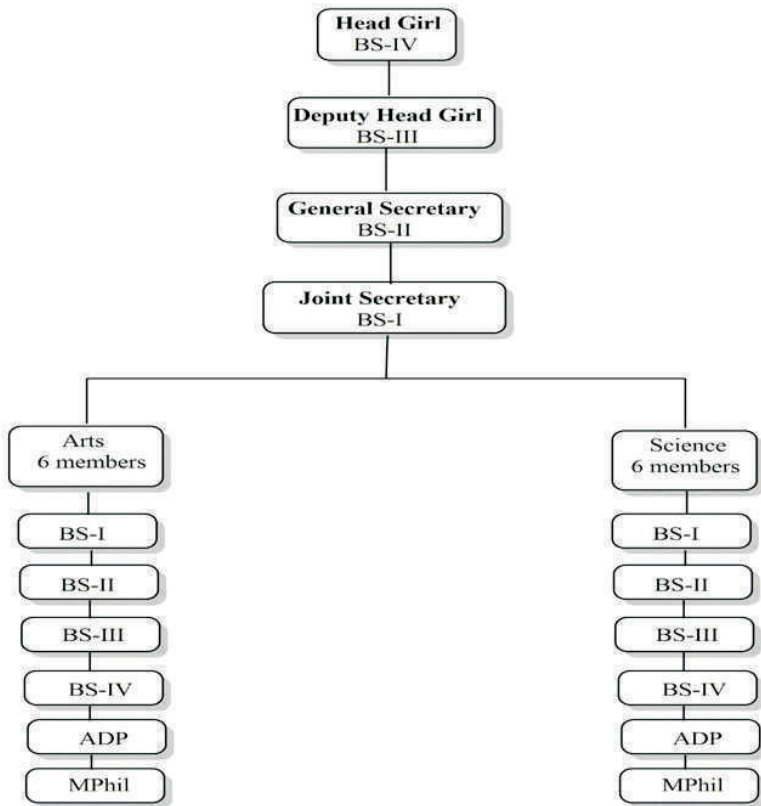 Head Girl
BS-IV
Deputy Head Girl
BS-III
General Secretary
BS-II
Joint Secretary
BS-I
Arts
6 members
BS-I
BS-II
BS-III
BS-IV
ADP
MPhil
Science
6 members
BS-I
BS-II
BS-III
BS-IV
ADP
MPhil